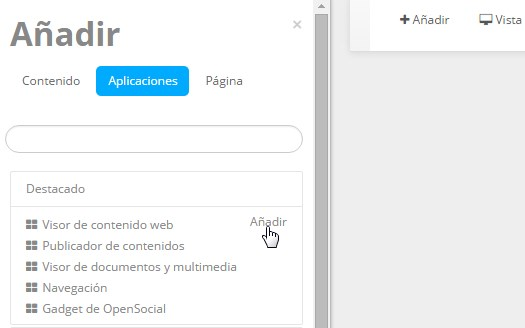 Añadir
×
Contenido Aplicaciones Página
Destacado
Visor de contenido web Añadir
Publicador de contenidos
Visor de documentos y multimedia
Navegación
Gadget de OpenSocial
Añadir Vista